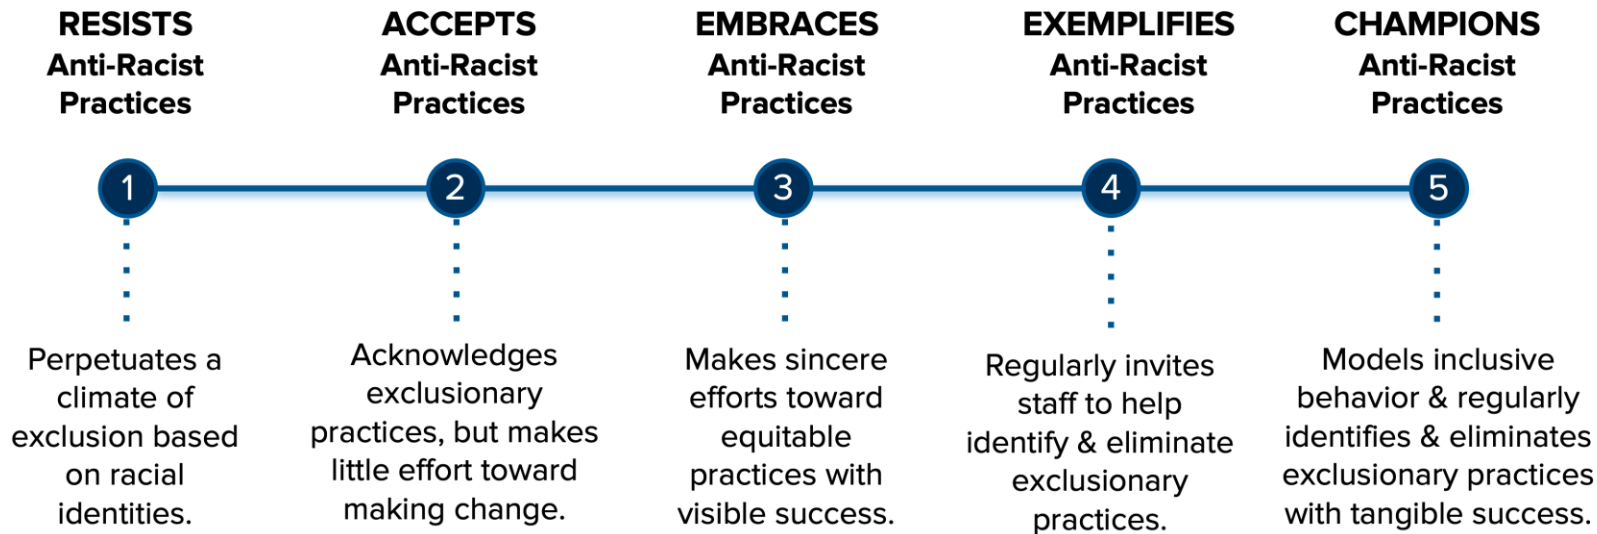 RESISTS
Anti-Racist
Practices
ACCEPTS
Anti-Racist
Practices
EMBRACES
Anti-Racist
Practices
EXEMPLIFIES
Anti-Racist
Practices
CHAMPIONS
Anti-Racist
Practices
1
2
3
4
5
Perpetuates a
climate of
exclusion based
on racial
identities.
Acknowledges
exclusionary
practices, but makes
little effort toward
making change.
Makes sincere
efforts toward
equitable
practices with
visible success.
Regularly invites
staff to help
identify & eliminate
exclusionary
practices.
Models inclusive
behavior & regularly
identifies & eliminates
exclusionary practices
with tangible success.